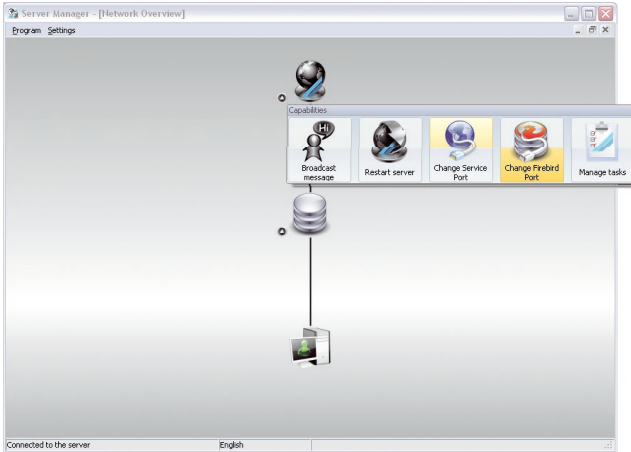 Server Manager - [Network Overview]
Program Settings
Capabilities
Hi
Broadcast message
Restart server
Change Service Port
Change Firebird Port
Manage tasks
Connected to the server
English